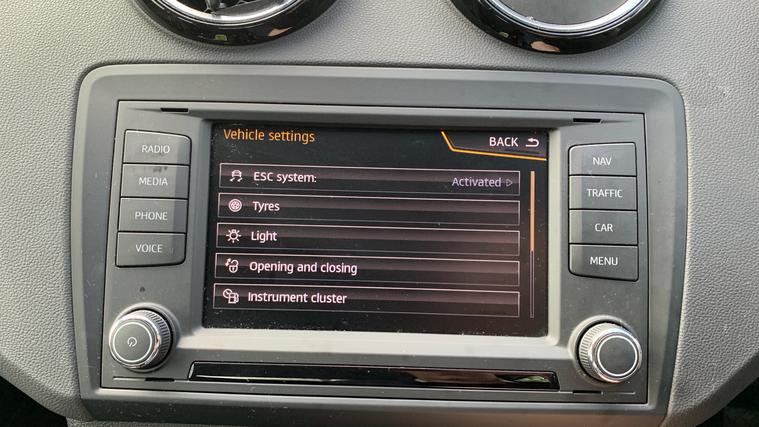 Vehicle settings
BACK
ESC system:
Activated
Tyres
Light
Opening and closing
Instrument cluster
RADIO
MEDIA
PHONE
VOICE
NAV
TRAFFIC
CAR
MENU